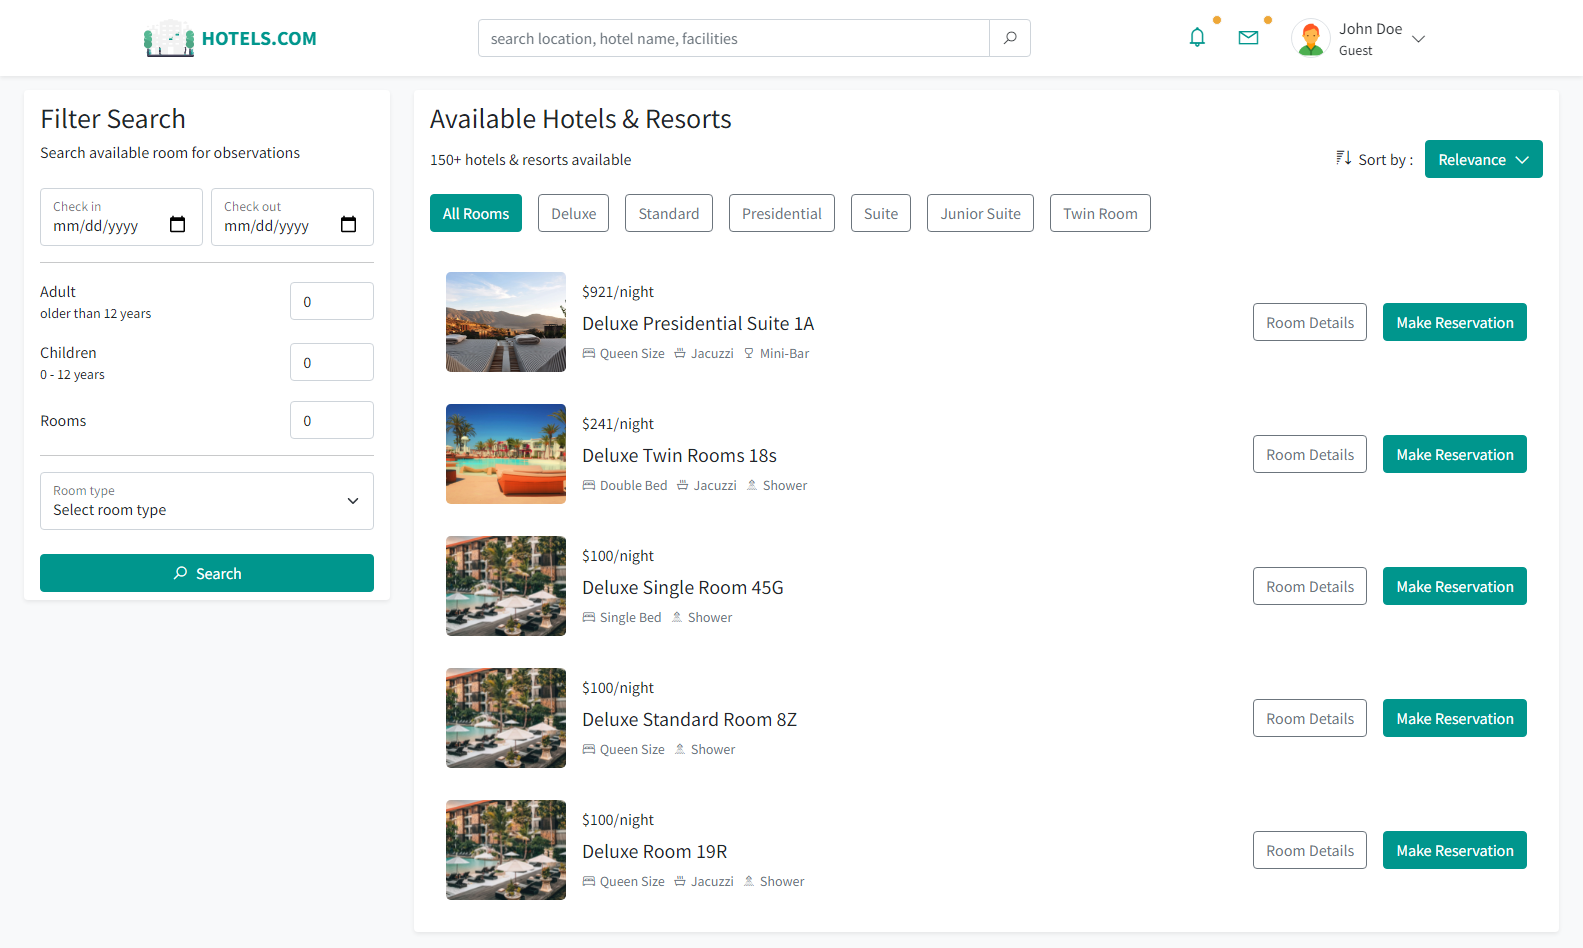 HOTELS.COM
search location, hotel name, facilities
John Doe
Guest
Filter Search
Search available room for observations
Check in
mm/dd/yyyy
Check out
mm/dd/yyyy
Adult
older than 12 years
0
Children
0 - 12 years
0
Rooms
0
Room type
Select room type
Search
Available Hotels & Resorts
150+ hotels & resorts available
Sort by :
Relevance
All Rooms
Deluxe
Standard
Presidential
Suite
Junior Suite
Twin Room
$921/night
Deluxe Presidential Suite 1A
Queen Size Jacuzzi Mini-Bar
Room Details
Make Reservation
$241/night
Deluxe Twin Rooms 18s
Double Bed Jacuzzi Shower
Room Details
Make Reservation
$100/night
Deluxe Single Room 45G
Single Bed Shower
Room Details
Make Reservation
$100/night
Deluxe Standard Room 8Z
Queen Size Shower
Room Details
Make Reservation
$100/night
Deluxe Room 19R
Queen Size Jacuzzi Shower
Room Details
Make Reservation